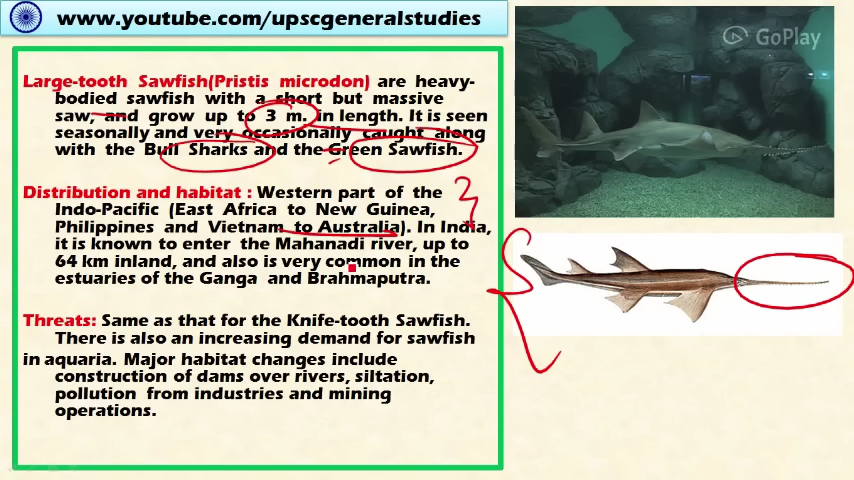 www.youtube.com/upscgeneralstudies
GoPlay
Large-tooth Sawfish(Pristis microdon) are heavy-
bodied sawfish with a short but massive
saw, and grow up to 3 m. in length. It is seen
seasonally and very occasionally caught along
with the Bull Sharks and the Green Sawfish.
Distribution and habitat : Western part of the
Indo-Pacific (East Africa to New Guinea,
Philippines and Vietnam to Australia). In India,
it is known to enter the Mahanadi river, up to
64 km inland, and also is very common in the
estuaries of the Ganga and Brahmaputra.
Threats: Same as that for the Knife-tooth Sawfish.
There is also an increasing demand for sawfish
in aquaria. Major habitat changes include
construction of dams over rivers, siltation,
pollution from industries and mining
operations.